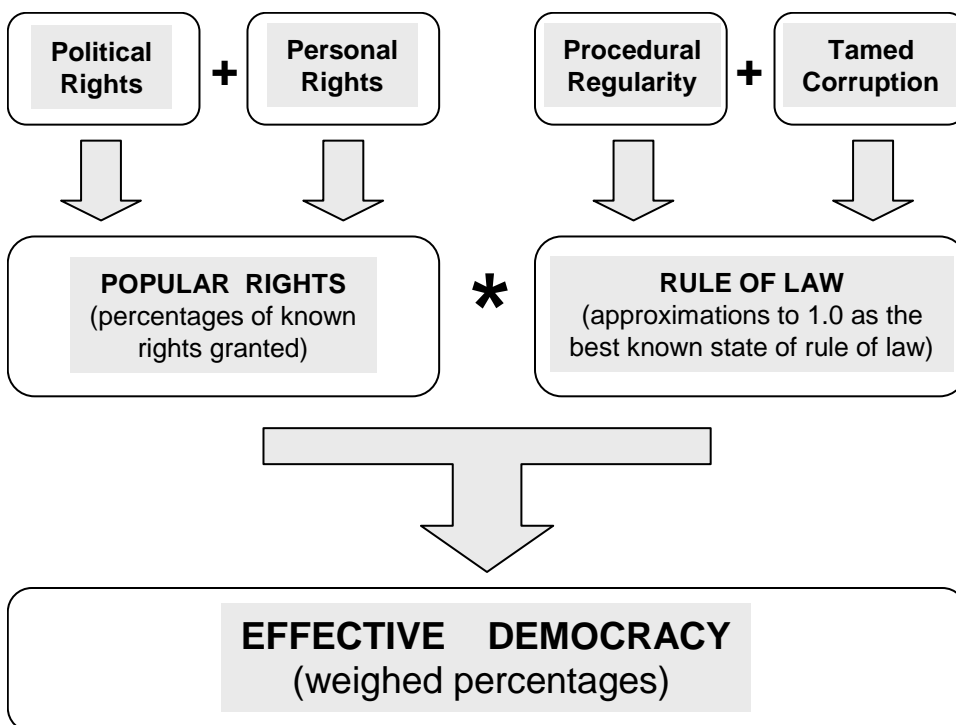 Political
Rights
+
Personal
Rights
Procedural
Regularity
+
Tamed
Corruption
POPULAR RIGHTS
(percentages of known
rights granted)
*
RULE OF LAW
(approximations to 1.0 as the
best known state of rule of law)
EFFECTIVE DEMOCRACY
(weighed percentages)